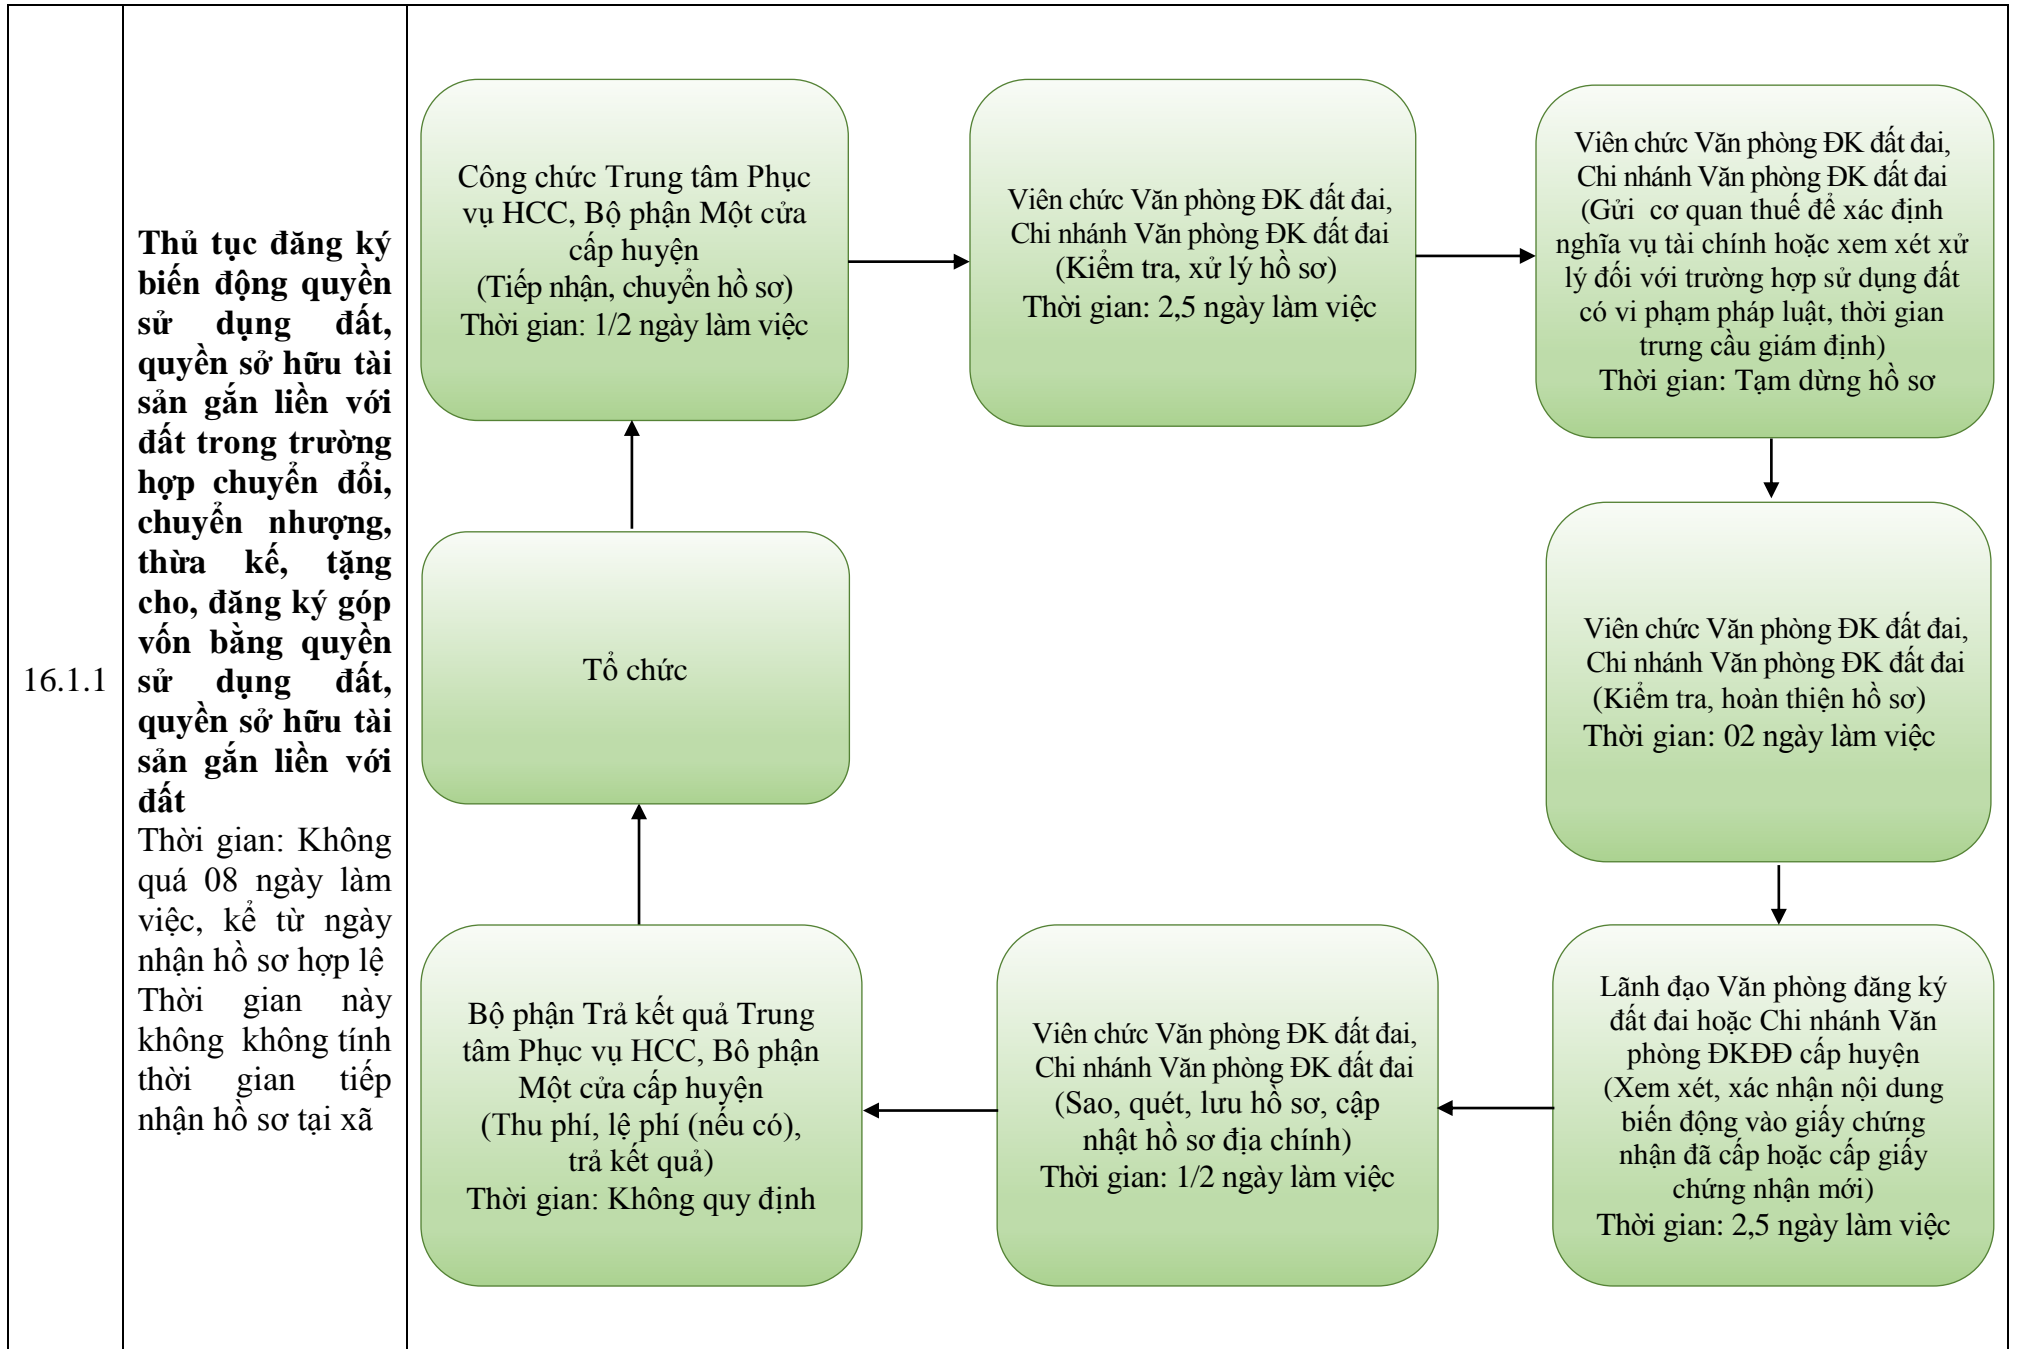 16.1.1
Thủ tục đăng ký
biến động quyền
sử dụng đất,
quyền sở hữu tài
sản gắn liền với
đất trong trường
hợp chuyển đổi,
chuyển nhượng,
thừa kế, tặng
cho, đăng ký góp
vốn bằng quyền
sử dụng đất,
quyền sở hữu tài
sản gắn liền với
đất
Thời gian: Không
quá 08 ngày làm
việc, kể từ ngày
nhận hồ sơ hợp lệ
Thời gian này
không không tính
thời gian tiếp
nhận hồ sơ tại xã
Công chức Trung tâm Phục
vụ HCC, Bộ phận Một cửa
cấp huyện
(Tiếp nhận, chuyển hồ sơ)
Thời gian: 1/2 ngày làm việc
Viên chức Văn phòng ĐK đất đai,
Chi nhánh Văn phòng ĐK đất đai
(Kiểm tra, xử lý hồ sơ)
Thời gian: 2,5 ngày làm việc
Viên chức Văn phòng ĐK đất đai,
Chi nhánh Văn phòng ĐK đất đai
(Gửi cơ quan thuế để xác định
nghĩa vụ tài chính hoặc xem xét xử
lý đối với trường hợp sử dụng đất
có vi phạm pháp luật, thời gian
trưng cầu giám định)
Thời gian: Tạm dừng hồ sơ
Tổ chức
Viên chức Văn phòng ĐK đất đai,
Chi nhánh Văn phòng ĐK đất đai
(Kiểm tra, hoàn thiện hồ sơ)
Thời gian: 02 ngày làm việc
Bộ phận Trả kết quả Trung
tâm Phục vụ HCC, Bô phận
Một cửa cấp huyện
(Thu phí, lệ phí (nếu có),
trả kết quả)
Thời gian: Không quy định
Viên chức Văn phòng ĐK đất đai,
Chi nhánh Văn phòng ĐK đất đai
(Sao, quét, lưu hồ sơ, cập
nhật hồ sơ địa chính)
Thời gian: 1/2 ngày làm việc
Lãnh đạo Văn phòng đăng ký
đất đai hoặc Chi nhánh Văn
phòng ĐKĐĐ cấp huyện
(Xem xét, xác nhận nội dung
biến động vào giấy chứng
nhận đã cấp hoặc cấp giấy
chứng nhận mới)
Thời gian: 2,5 ngày làm việc